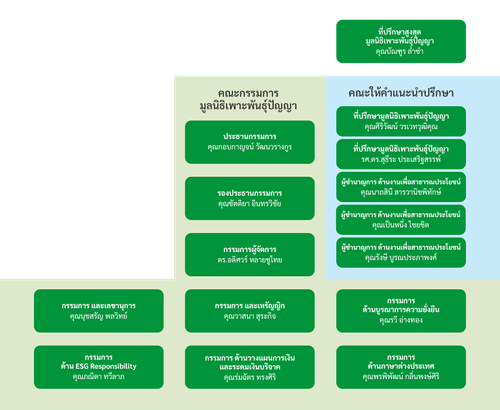 ที่ปรึกษาสูงสุด
มูลนิธิเพาะพันธุ์ปัญญา
คุณบัณฑูร ล่ำซำ
คณะกรรมการ
มูลนิธิเพาะพันธุ์ปัญญา
ประธานกรรมการ
คุณกอบกาญจน์ วัฒนวรางกูร
รองประธานกรรมการ
คุณขัตติยา อินทรวิชัย
กรรมการผู้จัดการ
ดร.อดิศวร์ หลายชูไทย
คณะให้คำแนะนำปรึกษา
ที่ปรึกษามูลนิธิเพาะพันธุ์ปัญญา
คุณศิริวัฒน์ วรเวทวุฒิคุณ
ที่ปรึกษามูลนิธิเพาะพันธุ์ปัญญา
รศ.ดร.สุธีระ ประเสริฐสรรพ์
ผู้ชำนาญการ ด้านงานเพื่อสาธารณประโยชน์
คุณนาถสินี สารวานิชพิทักษ์
ผู้ชำนาญการ ด้านงานเพื่อสาธารณประโยชน์
คุณเป็นหนึ่ง ไชยชิต
ผู้ชำนาญการ ด้านงานเพื่อสาธารณประโยชน์
คุณรังษี บูรณประภาพงศ์
กรรมการ และเลขานุการ
คุณนุชสรัญ พลวิทย์
กรรมการ และเหรัญญิก
คุณวาสนา สุระกิจ
กรรมการ
ด้านบูรณาการความยั่งยืน
คุณรวี อ่างทอง
กรรมการ
ด้าน ESG Responsibility
คุณภณิดา ทวีลาภ
กรรมการ ด้านวางแผนการเงิน
และระดมเงินบริจาค
คุณร่มฉัตร ทรงศิริ
กรรมการ
ด้านภาษาต่างประเทศ
คุณพรพิพัฒน์ กลิ่นพงษ์ศิริ